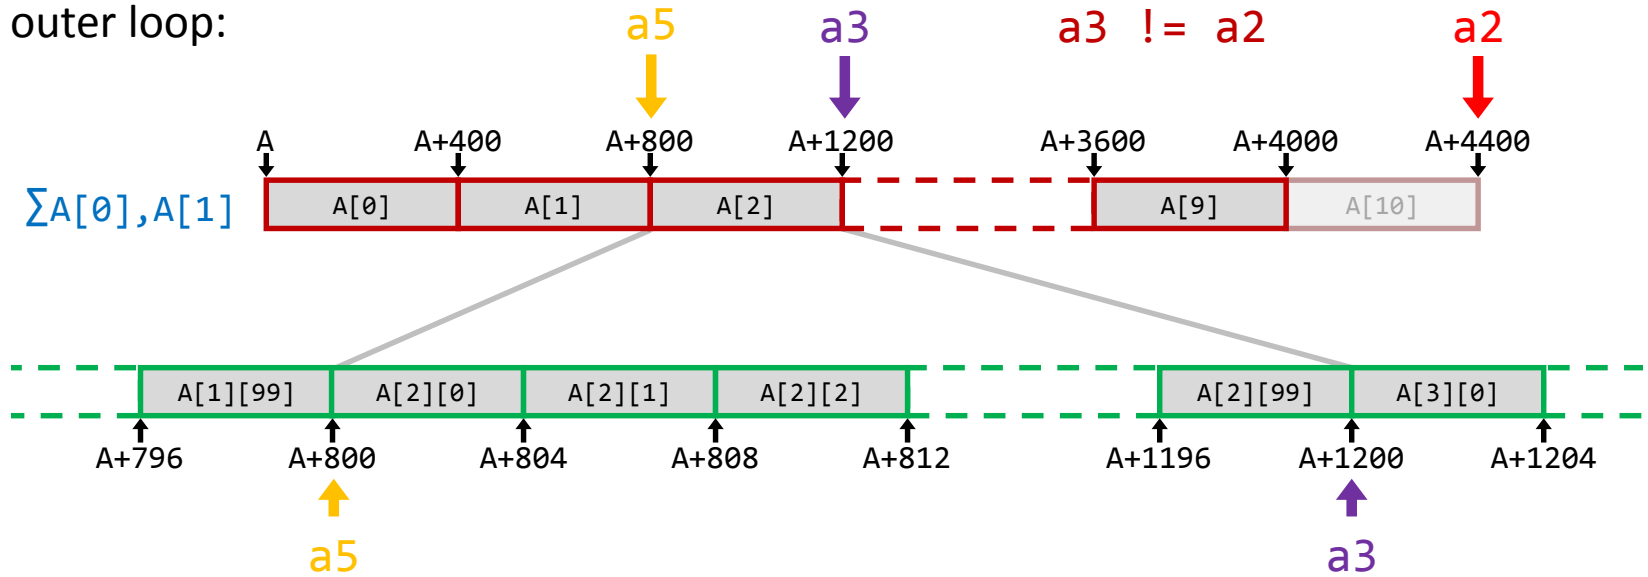 outer loop:
a5 a3 a3 != a2 a2
A A+400 A+800 A+1200 A+3600 A+4000 A+4400
∑A[0],A[1] A[0] A[1] A[2] A[9] A[10]
A[1][99] A[2][0] A[2][1] A[2][2] A[2][99] A[3][0]
A+796 A+800 A+804 A+808 A+812 A+1196 A+1200 A+1204
a5 a3